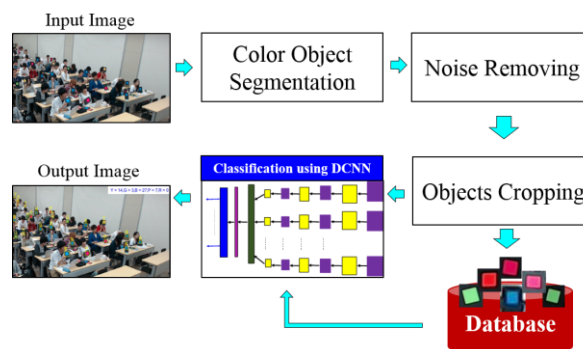 Input Image
Color Object
Segmentation
Noise Removing
Output Image
Classification using DCNN
Objects Cropping
Database